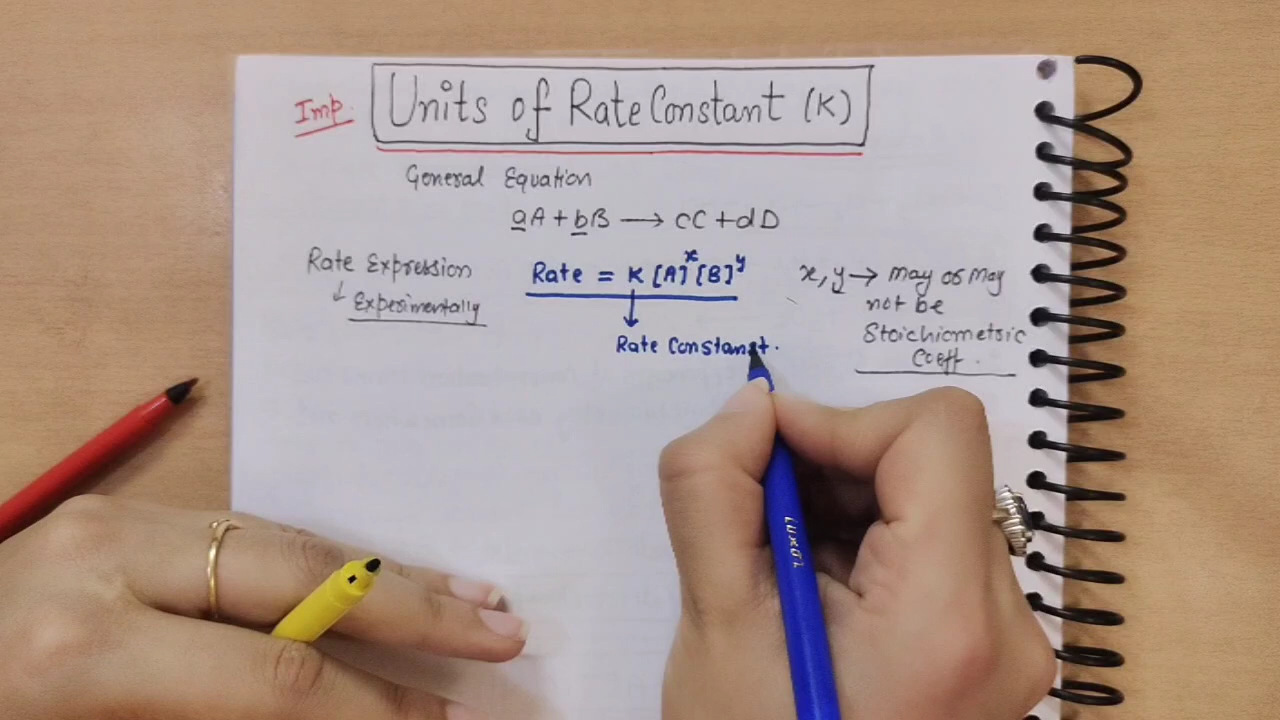 Imp.
Units of Rate Constant (K)
General Equation
aA + bB → cC + dD
Rate Expression
↓ Experimentally
Rate = K [A]^x [B]^y
↓
Rate Constant.
x, y → may or may
not be
Stoichiometric
Coeff.
LUXOR